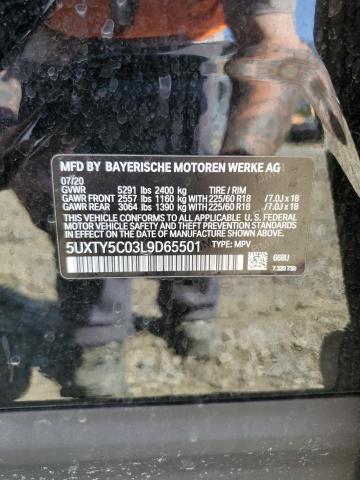 MFD BY BAYERISCHE MOTOREN WERKE AG
07/20
GVWR 5291 lbs 2400 kg TIRE / RIM
GAWR FRONT 2557 lbs 1160 kg WITH 225/60 R18 /7.0J x 18
GAWR REAR 3064 lbs 1390 kg WITH 225/60 R18 /7.0J x 18
THIS VEHICLE CONFORMS TO ALL APPLICABLE U.S. FEDERAL
MOTOR VEHICLE SAFETY STANDARDS IN EFFECT ON THE
DATE OF MANUFACTURE SHOWN ABOVE.
5UXTY5C03L9D65501 TYPE: MPV
668U